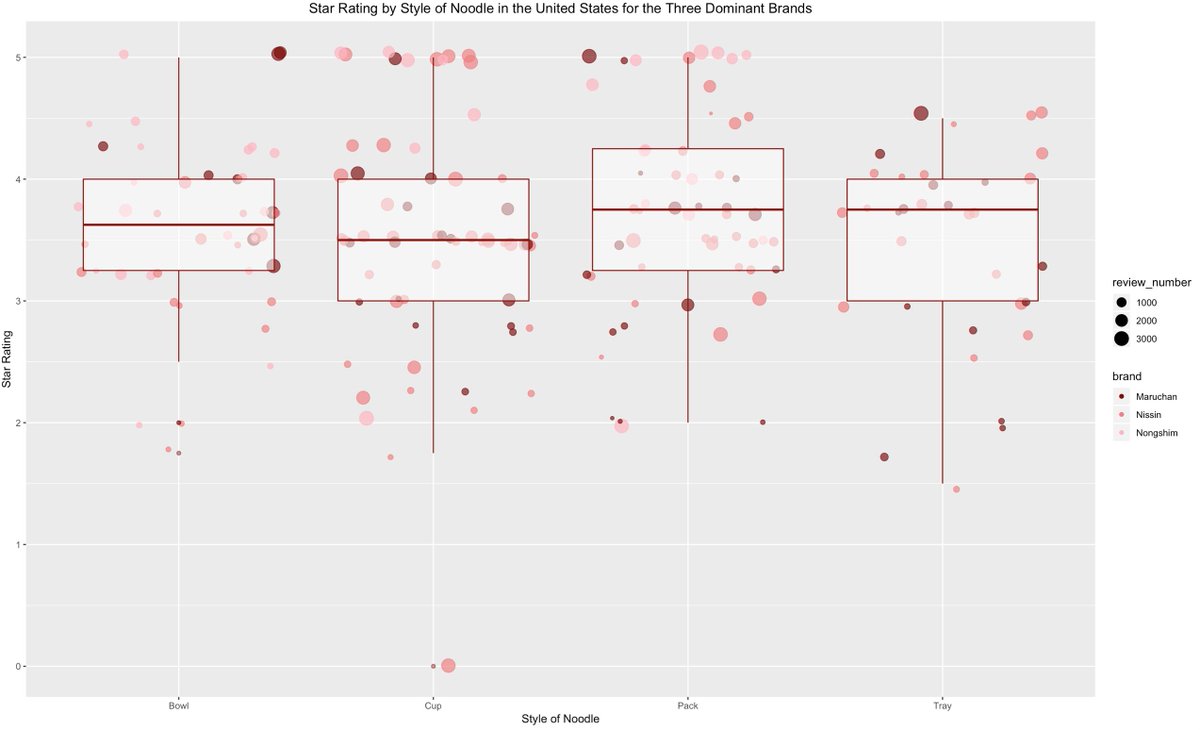 Star Rating by Style of Noodle in the United States for the Three Dominant Brands
5
4
3
2
1
0
Star Rating
Bowl
Cup
Pack
Tray
Style of Noodle
review_number
1000
2000
3000
brand
Maruchan
Nissin
Nongshim